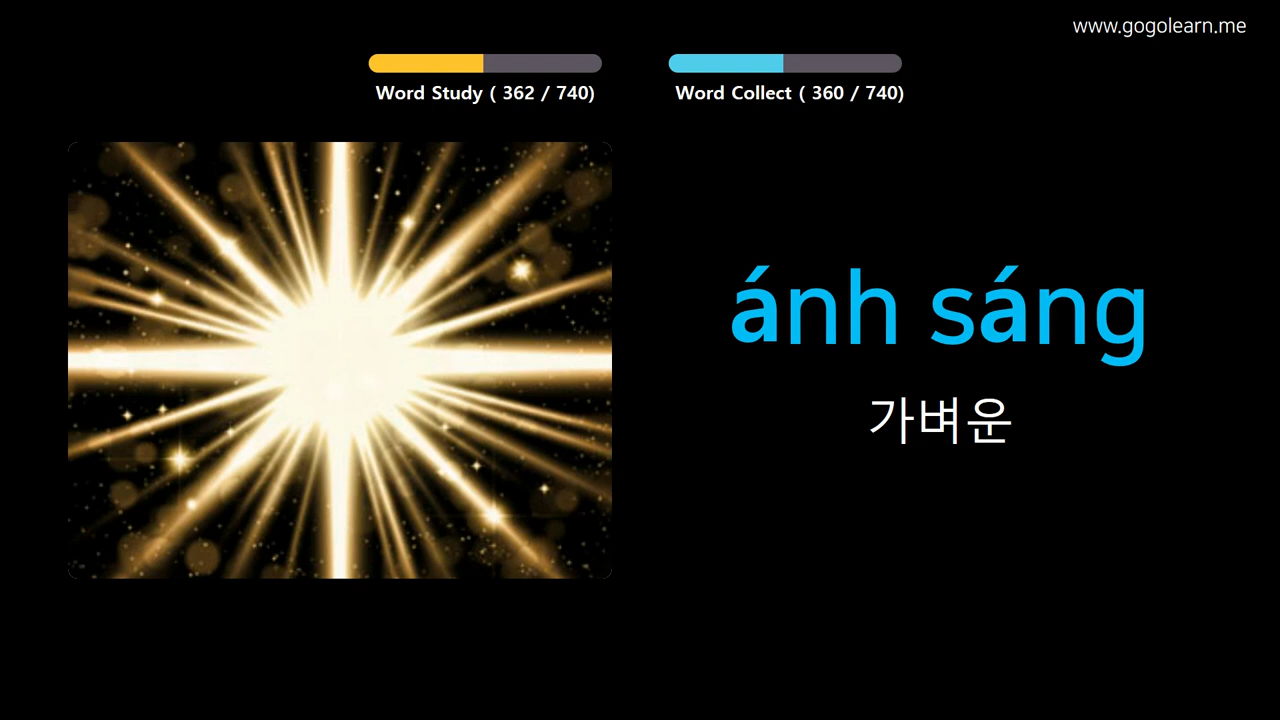 www.gogolearn.me
Word Study ( 362 / 740)
Word Collect ( 360 / 740)
ánh sáng
가벼운